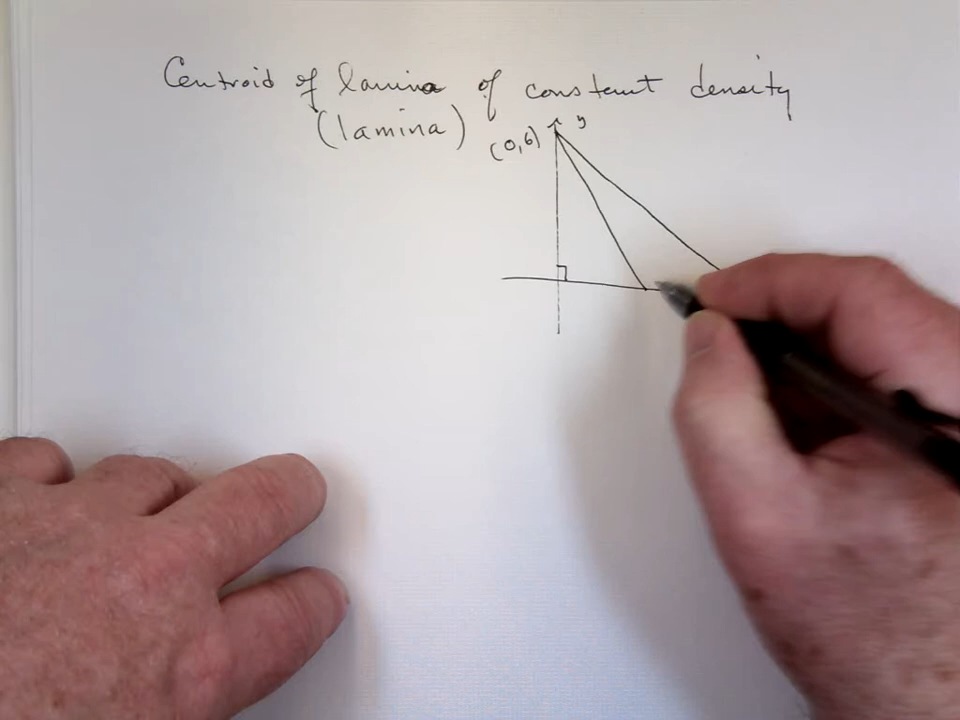 Centroid of lamina of constant density
(lamina)
y
(0,6)